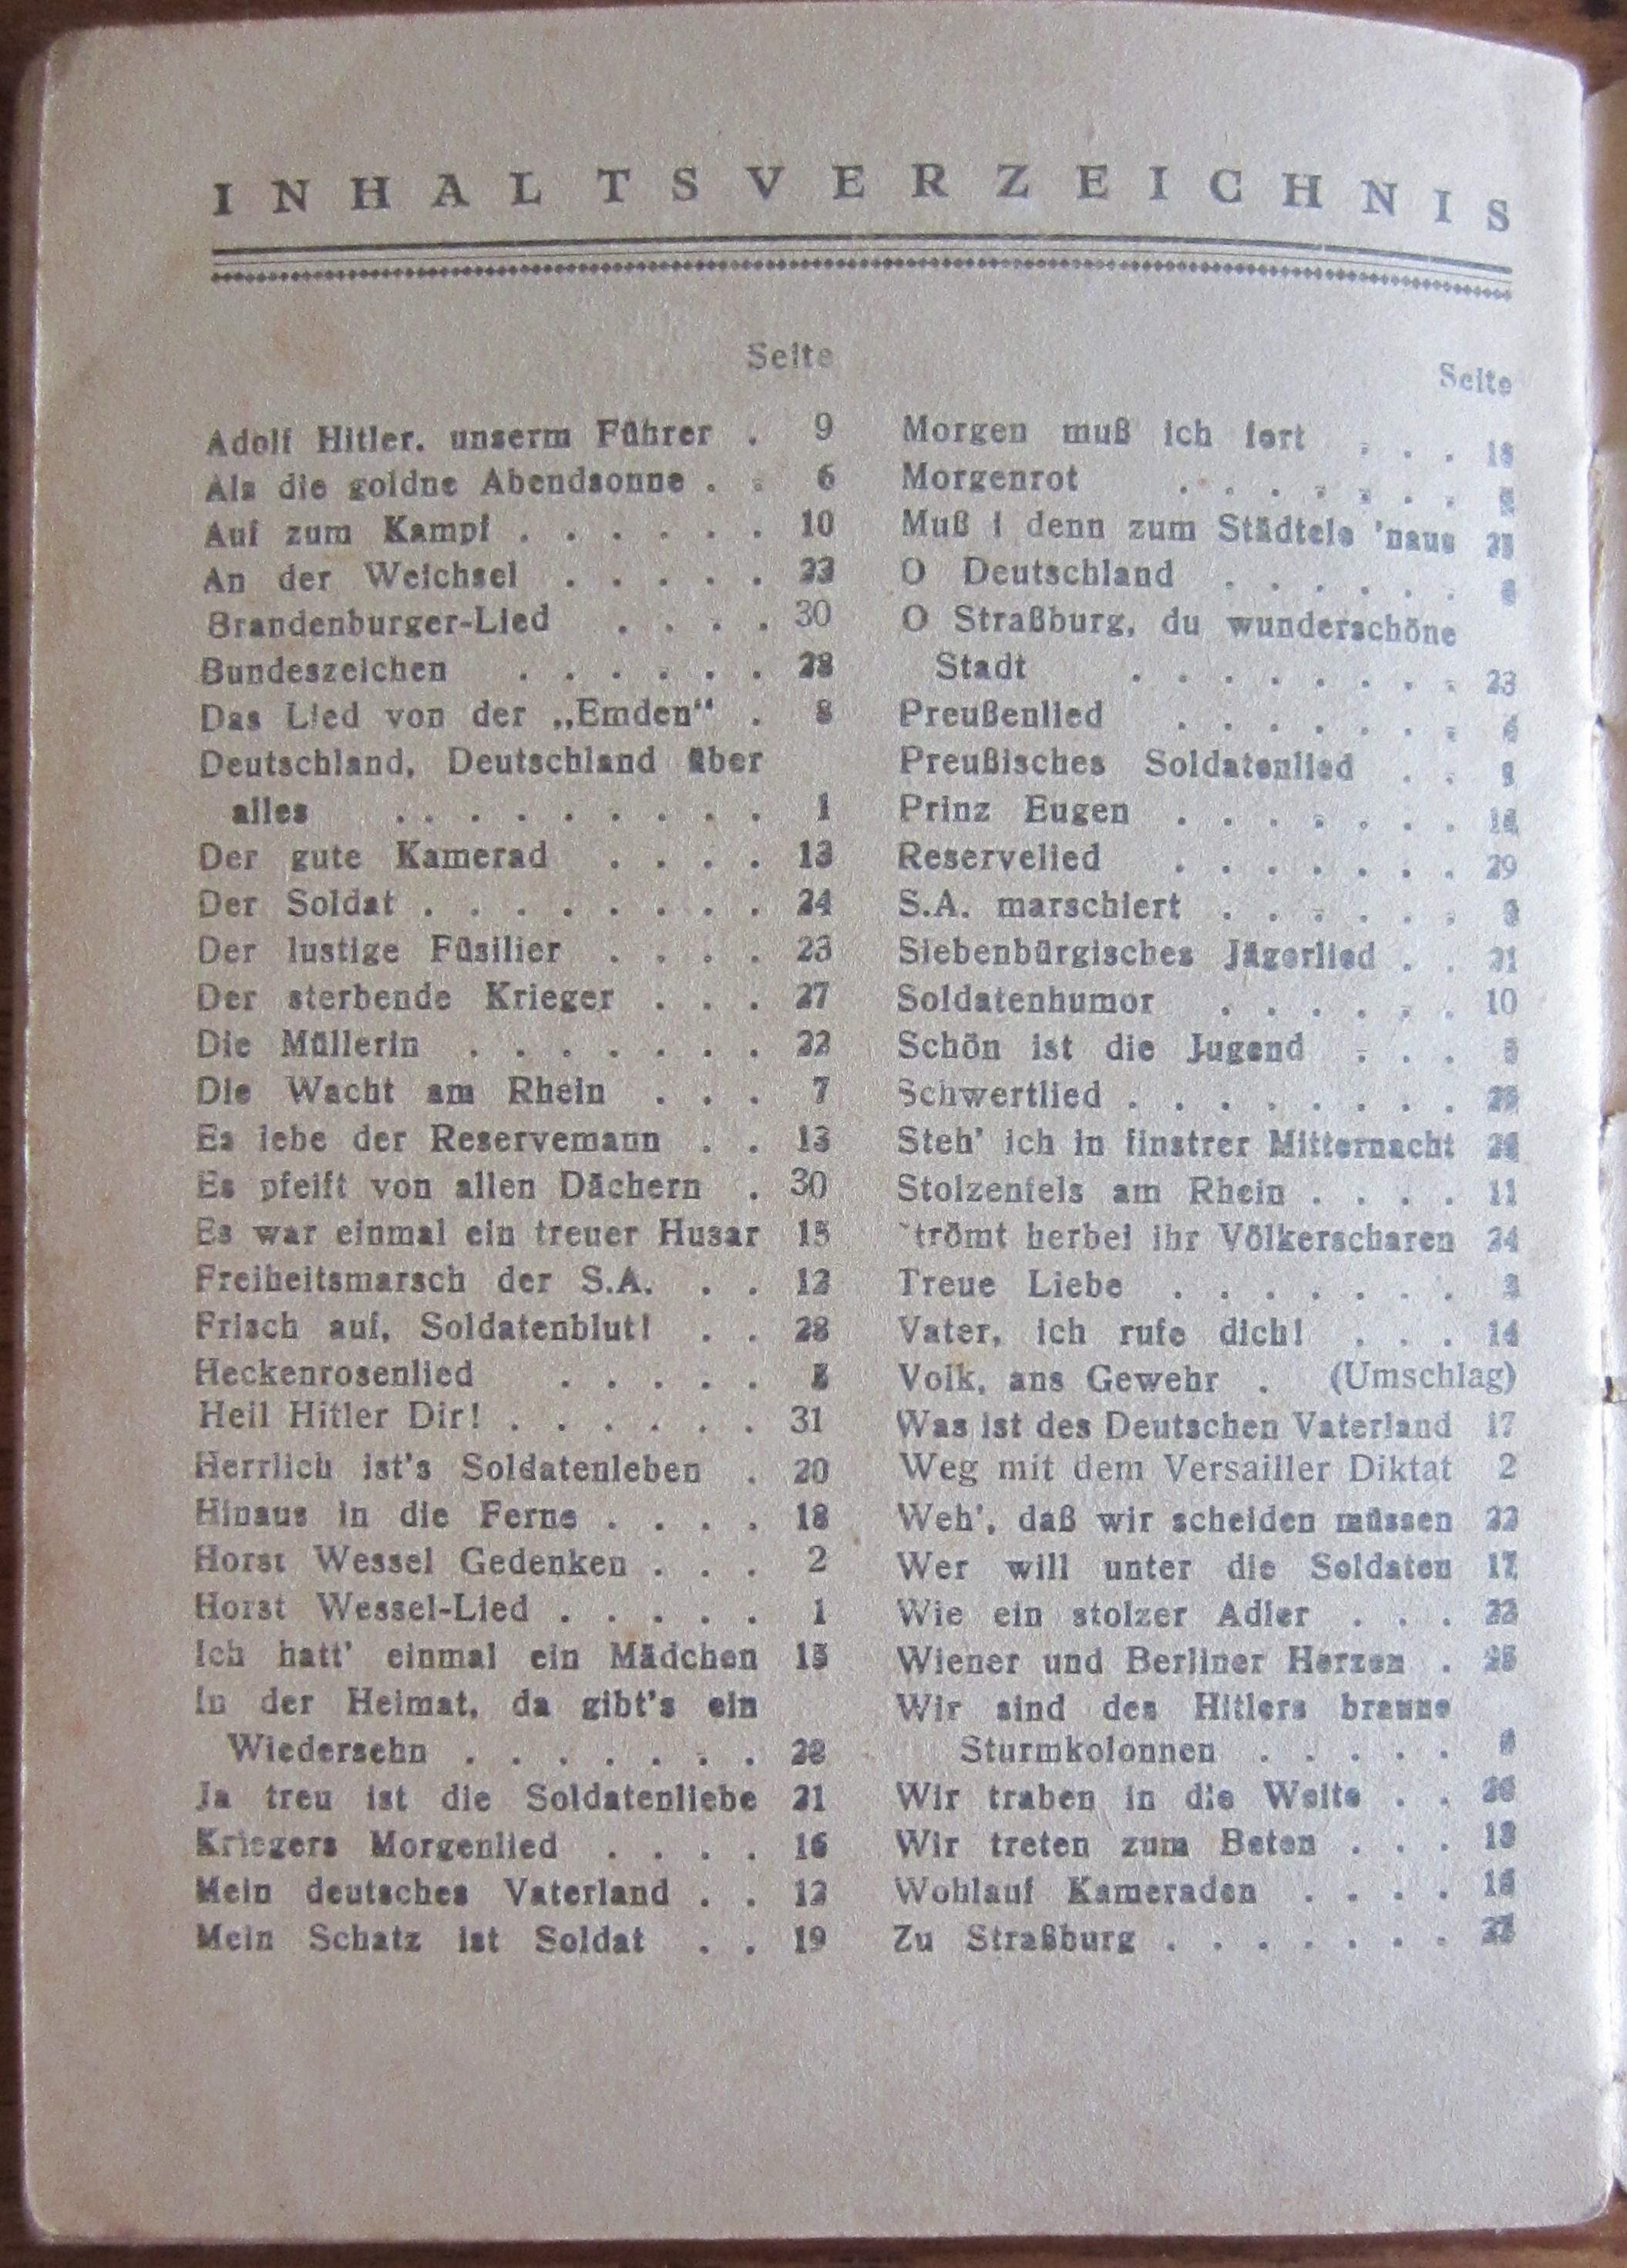 INHALTSVERZEICHNIS
Seite
Adolf Hitler, unserm Führer . 9
Als die goldne Abendsonne . . 6
Auf zum Kampf . . . . . . 10
An der Weichsel . . . . .
Brandenburger-Lied . . . . 30
Bundeszeichen . . . . . . 28
Das Lied von der „Emden“ . 8
Deutschland, Deutschland über
alles . . . . . . . . . 1
Der gute Kamerad . . . . 13
Der Soldat . . . . . . . . 24
Der lustige Füsilier . . . . 23
Der sterbende Krieger . . . 27
Die Müllerin . . . . . . . 22
Die Wacht am Rhein . . . 7
Es lebe der Reservemann . . 13
Es pfeift von allen Dächern . 30
Es war einmal ein treuer Husar 15
Freiheitsmarsch der S.A. . . 12
Frisch auf, Soldatenblut! . . 28
Heckenrosenlied . . . . .
Heil Hitler Dir! . . . . . . 31
Herrlich ist's Soldatenleben . 20
Hinaus in die Ferne . . . . 18
Horst Wessel Gedenken . . . 2
Horst Wessel-Lied . . . . . 1
Ich hatt' einmal ein Mädchen 15
In der Heimat, da gibt's ein
Wiedersehn . . . . . . .
Ja treu ist die Soldatenliebe 21
Kriegers Morgenlied . . . . 16
Mein deutsches Vaterland . . 12
Mein Schatz ist Soldat . . 19
Seite
Morgen muß ich fort . . .
Morgenrot . . . . . . .
Muß i denn zum Städtele 'naus
O Deutschland . . . . . .
O Straßburg, du wunderschöne
Stadt . . . . . . . . 23
Preußenlied . . . . . . .
Preußisches Soldatenlied . .
Prinz Eugen . . . . . . .
Reservelied . . . . . . . 29
S.A. marschiert . . . . . .
Siebenbürgisches Jägerlied . . 21
Soldatenhumor . . . . . . 10
Schön ist die Jugend . . .
Schwertlied . . . . . . . .
Steh' ich in finstrer Mitternacht
Stolzenfels am Rhein . . . . 11
trömt herbei ihr Völkerscharen 24
Treue Liebe . . . . . . .
Vater, ich rufe dich! . . . 14
Volk, ans Gewehr . (Umschlag)
Was ist des Deutschen Vaterland 17
Weg mit dem Versailler Diktat 2
Weh', daß wir scheiden müssen 22
Wer will unter die Soldaten 17
Wie ein stolzer Adler . . .
Wiener und Berliner Herzen .
Wir sind des Hitlers braune
Sturmkolonnen . . . . .
Wir traben in die Weite . .
Wir treten zum Beten . . .
Wohlauf Kameraden . . . .
Zu Straßburg . . . . . . .